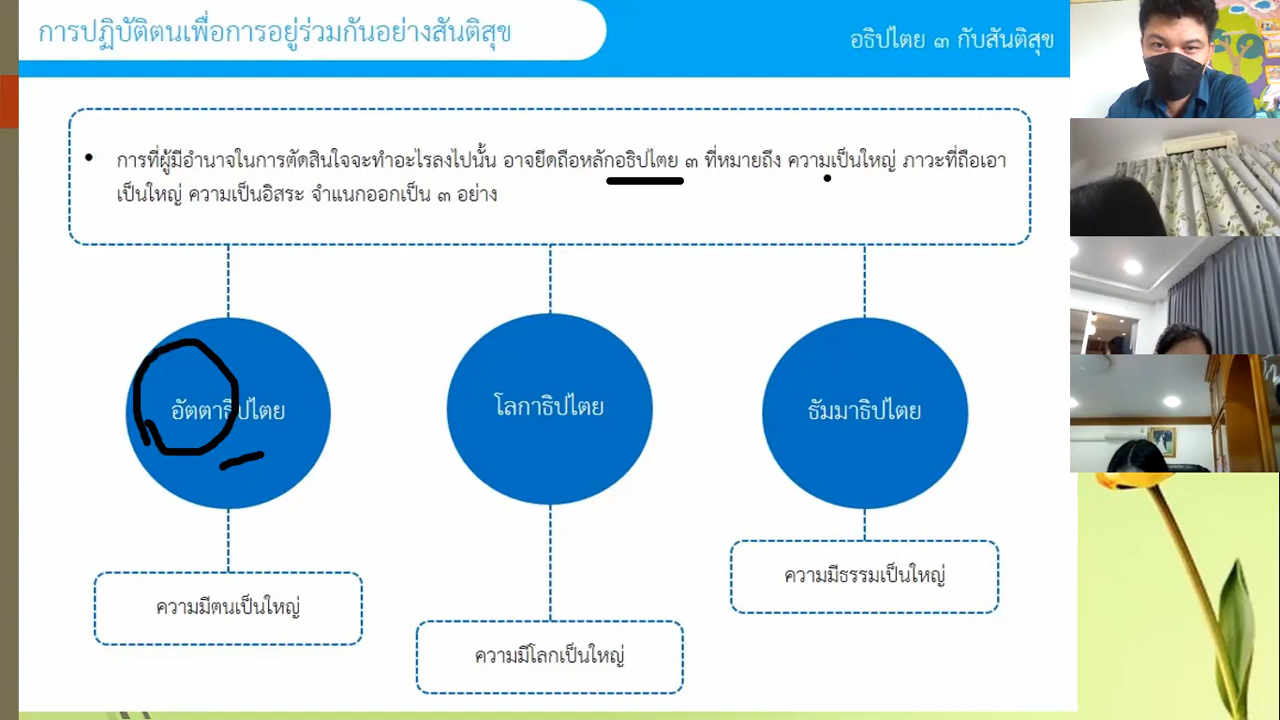 การปฏิบัติตนเพื่อการอยู่ร่วมกันอย่างสันติสุข
อธิปไตย ๓ กับสันติสุข
• การที่ผู้มีอำนาจในการตัดสินใจจะทำอะไรลงไปนั้น อาจยึดถือหลักอธิปไตย ๓ ที่หมายถึง ความเป็นใหญ่ ภาวะที่ถือเอา
เป็นใหญ่ ความเป็นอิสระ จำแนกออกเป็น ๓ อย่าง
อัตตาธิปไตย
โลกาธิปไตย
ธัมมาธิปไตย
ความมีตนเป็นใหญ่
ความมีโลกเป็นใหญ่
ความมีธรรมเป็นใหญ่